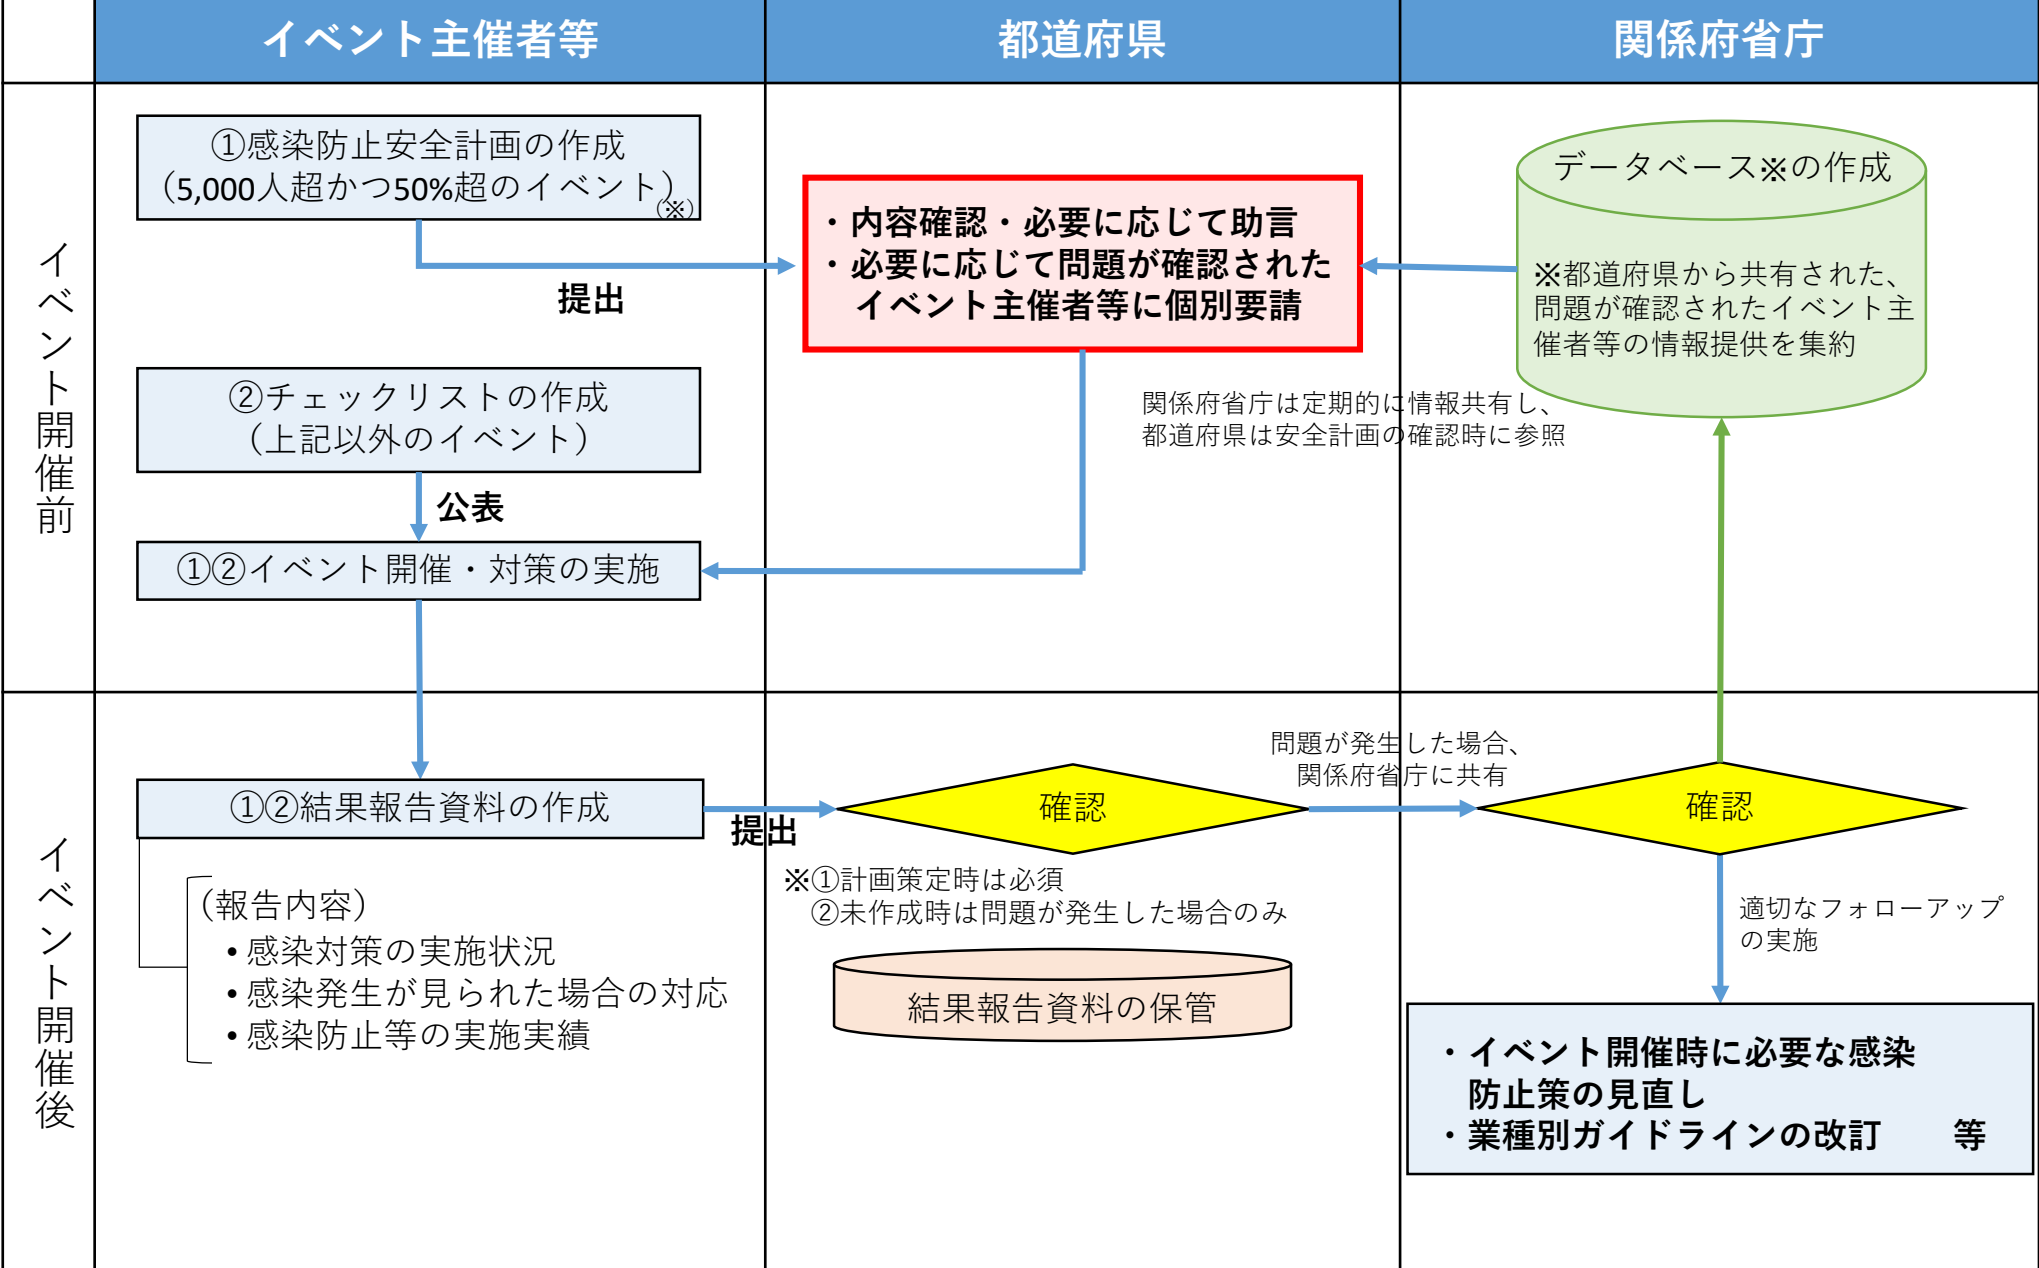 イベント主催者等
都道府県
関係府省庁
イベント開催前
①感染防止安全計画の作成
（5,000人超かつ50%超のイベント）
（※）
提出
・内容確認・必要に応じて助言
・必要に応じて問題が確認された
イベント主催者等に個別要請
データベース※の作成
※都道府県から共有された、
問題が確認されたイベント主
催者等の情報提供を集約
関係府省庁は定期的に情報共有し、
都道府県は安全計画の確認時に参照
②チェックリストの作成
（上記以外のイベント）
公表
①②イベント開催・対策の実施
イベント開催後
①②結果報告資料の作成
提出
確認
問題が発生した場合、
関係府省庁に共有
確認
※①計画策定時は必須
②未作成時は問題が発生した場合のみ
（報告内容）
• 感染対策の実施状況
• 感染発生が見られた場合の対応
• 感染防止等の実施実績
結果報告資料の保管
適切なフォローアップ
の実施
・イベント開催時に必要な感染
防止策の見直し
・業種別ガイドラインの改訂　等